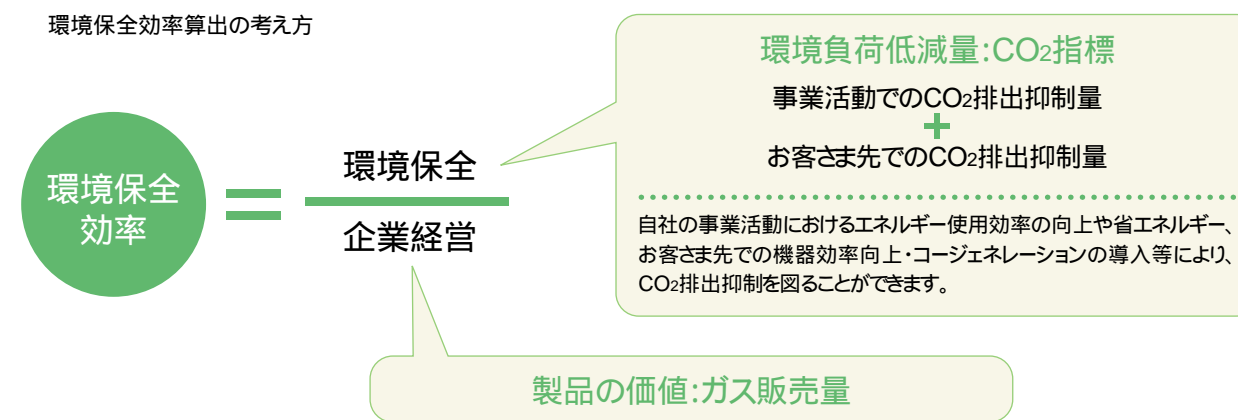 環境保全効率算出の考え方
環境保全
効率
=
環境保全
企業経営
環境負荷低減量:CO2指標
事業活動でのCO2排出抑制量
+
お客さま先でのCO2排出抑制量
自社の事業活動におけるエネルギー使用効率の向上や省エネルギー、
お客さま先での機器効率向上・コージェネレーションの導入等により、
CO2排出抑制を図ることができます。
製品の価値:ガス販売量